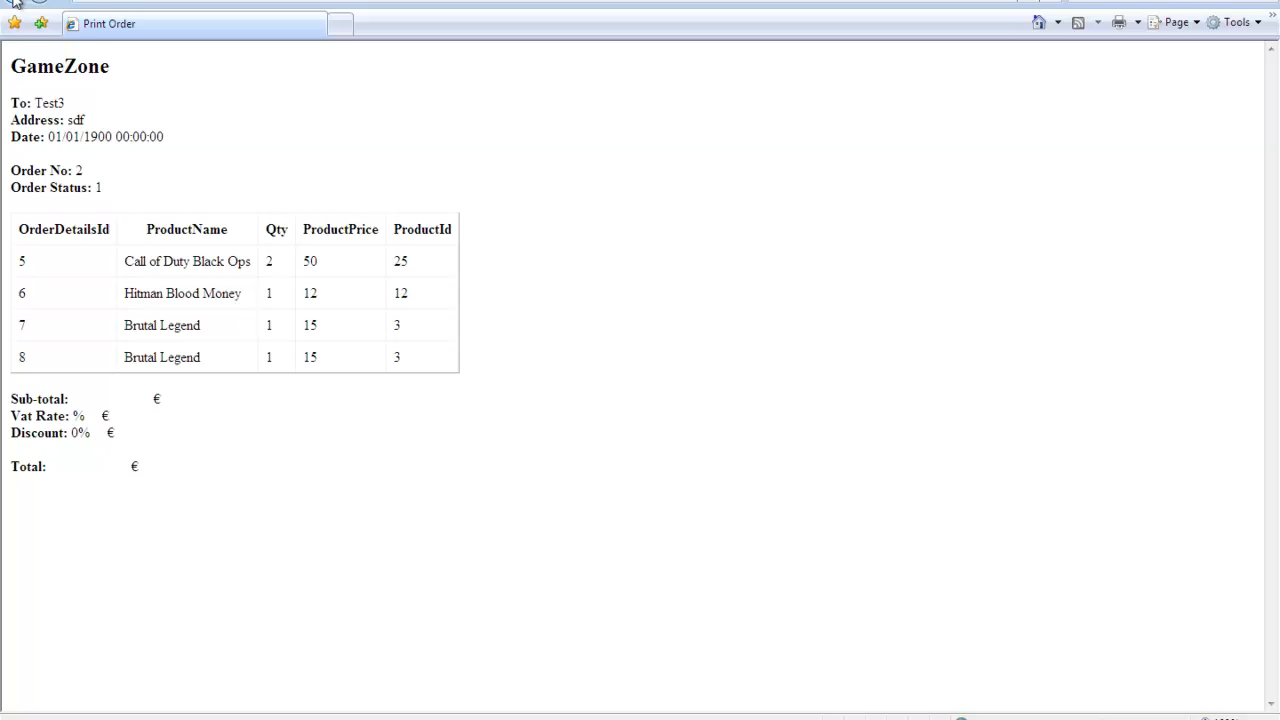 Print Order
Page
Tools
GameZone
To: Test3
Address: sdf
Date: 01/01/1900 00:00:00
Order No: 2
Order Status: 1
OrderDetailsId ProductName Qty ProductPrice ProductId
5 Call of Duty Black Ops 2 50 25
6 Hitman Blood Money 1 12 12
7 Brutal Legend 1 15 3
8 Brutal Legend 1 15 3
Sub-total: €
Vat Rate: % €
Discount: 0% €
Total: €